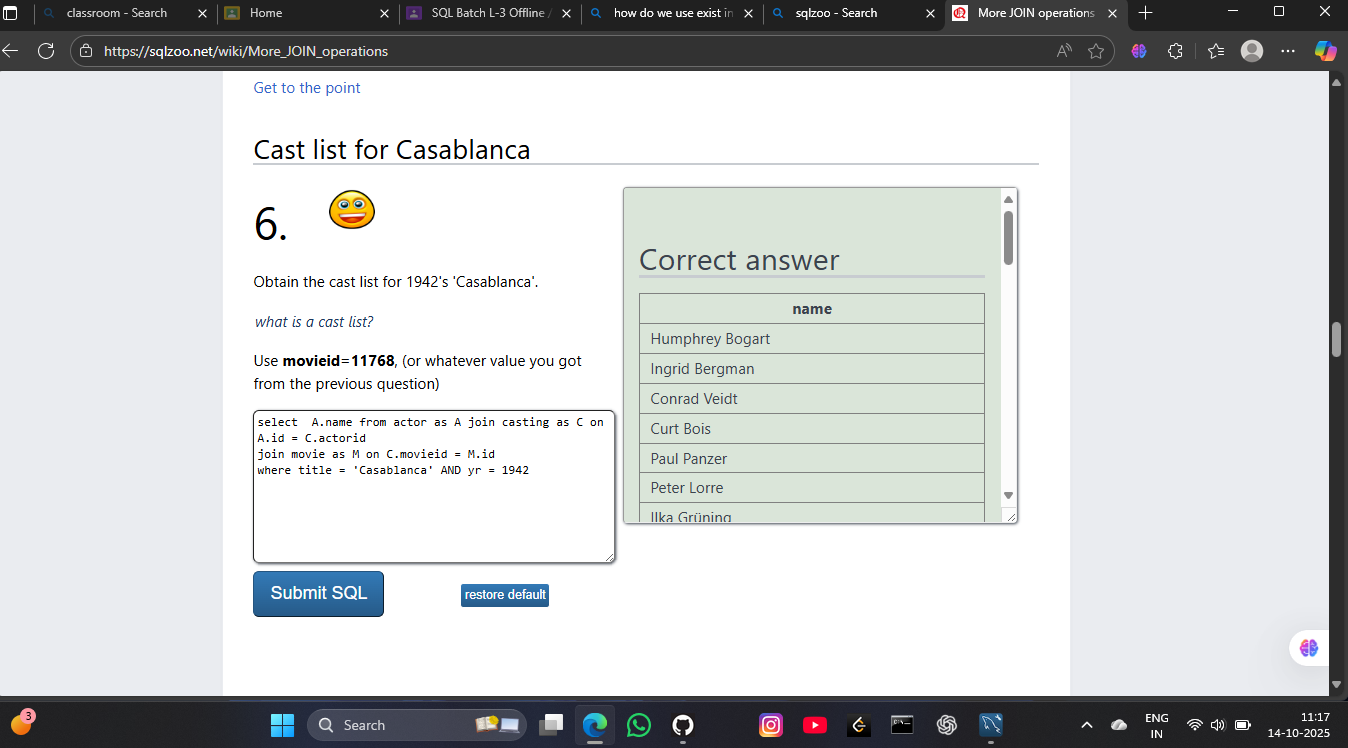 classroom - Search
Home
SQL Batch L-3 Offline /
how do we use exist in
sqlzoo - Search
More JOIN operations
https://sqlzoo.net/wiki/More_JOIN_operations
Get to the point
Cast list for Casablanca
6.
Obtain the cast list for 1942's 'Casablanca'.
what is a cast list?
Use movieid=11768, (or whatever value you got
from the previous question)
select  A.name from actor as A join casting as C on
A.id = C.actorid
join movie as M on C.movieid = M.id
where title = 'Casablanca' AND yr = 1942
Submit SQL
restore default
Correct answer
name
Humphrey Bogart
Ingrid Bergman
Conrad Veidt
Curt Bois
Paul Panzer
Peter Lorre
Ilka Grüning
3
Search
ENG
IN
11:17
14-10-2025